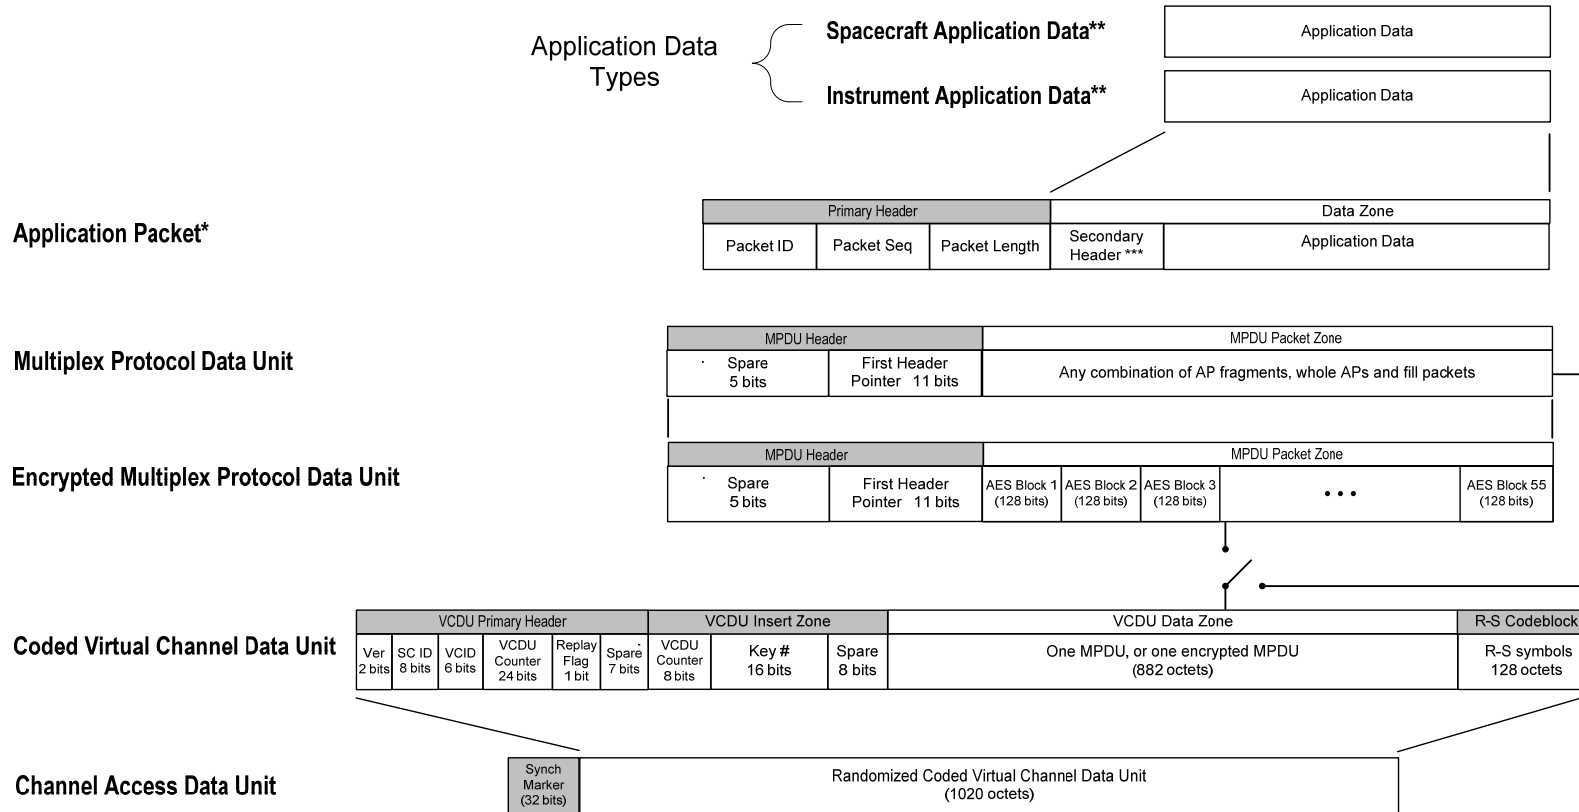 Application Data
Types
Spacecraft Application Data**
Application Data
Instrument Application Data**
Application Data
Application Packet*
Primary Header
Data Zone
Packet ID
Packet Seq
Packet Length
Secondary
Header ***
Application Data
Multiplex Protocol Data Unit
MPDU Header
MPDU Packet Zone
Spare
5 bits
First Header
Pointer 11 bits
Any combination of AP fragments, whole APs and fill packets
Encrypted Multiplex Protocol Data Unit
MPDU Header
MPDU Packet Zone
Spare
5 bits
First Header
Pointer 11 bits
AES Block 1
(128 bits)
AES Block 2
(128 bits)
AES Block 3
(128 bits)
• • •
AES Block 55
(128 bits)
Coded Virtual Channel Data Unit
VCDU Primary Header
VCDU Insert Zone
VCDU Data Zone
R-S Codeblock
Ver
2 bits
SC ID
8 bits
VCID
6 bits
VCDU
Counter
24 bits
Replay
Flag
1 bit
Spare
7 bits
VCDU
Counter
8 bits
Key #
16 bits
Spare
8 bits
One MPDU, or one encrypted MPDU
(882 octets)
R-S symbols
128 octets
Channel Access Data Unit
Synch
Marker
(32 bits)
Randomized Coded Virtual Channel Data Unit
(1020 octets)